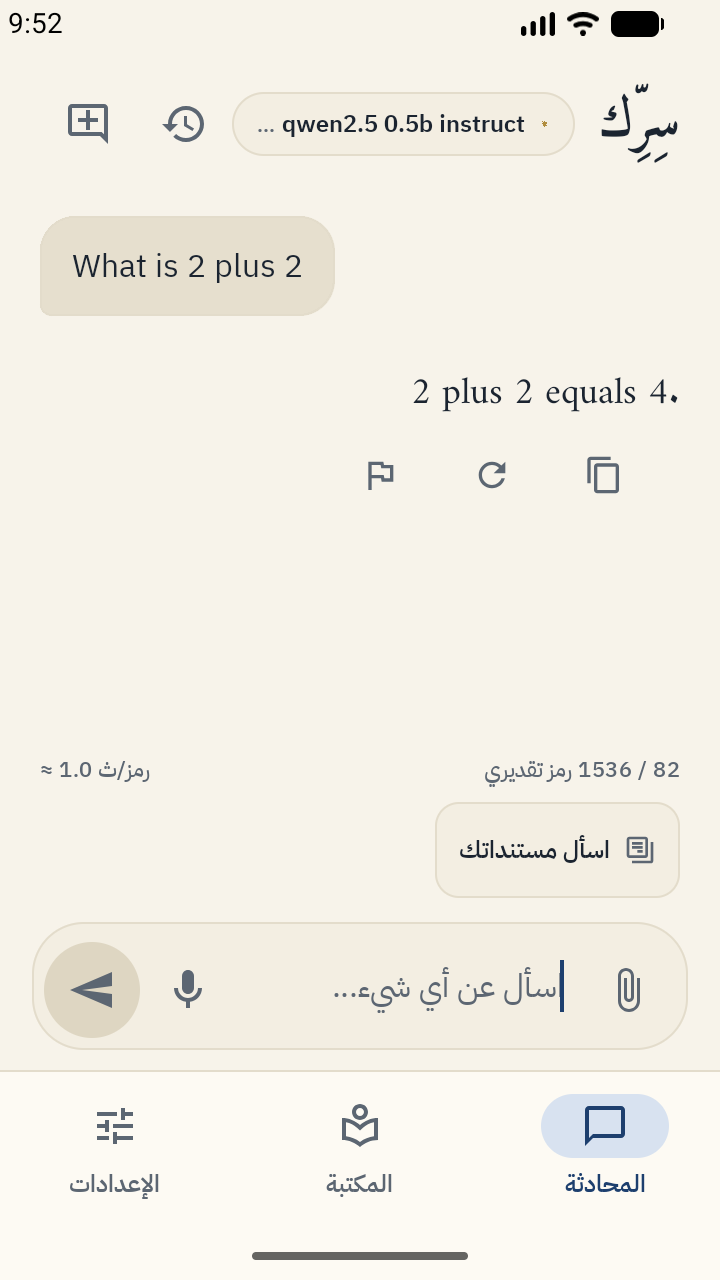 9:52
سِرِّك
qwen2.5 0.5b instruct ...
What is 2 plus 2
2 plus 2 equals 4.
82 / 1536 رمز تقديري
≈ 1.0 رمز/ث
اسأل مستنداتك
اسأل عن أي شيء...
المحادثة
المكتبة
الإعدادات